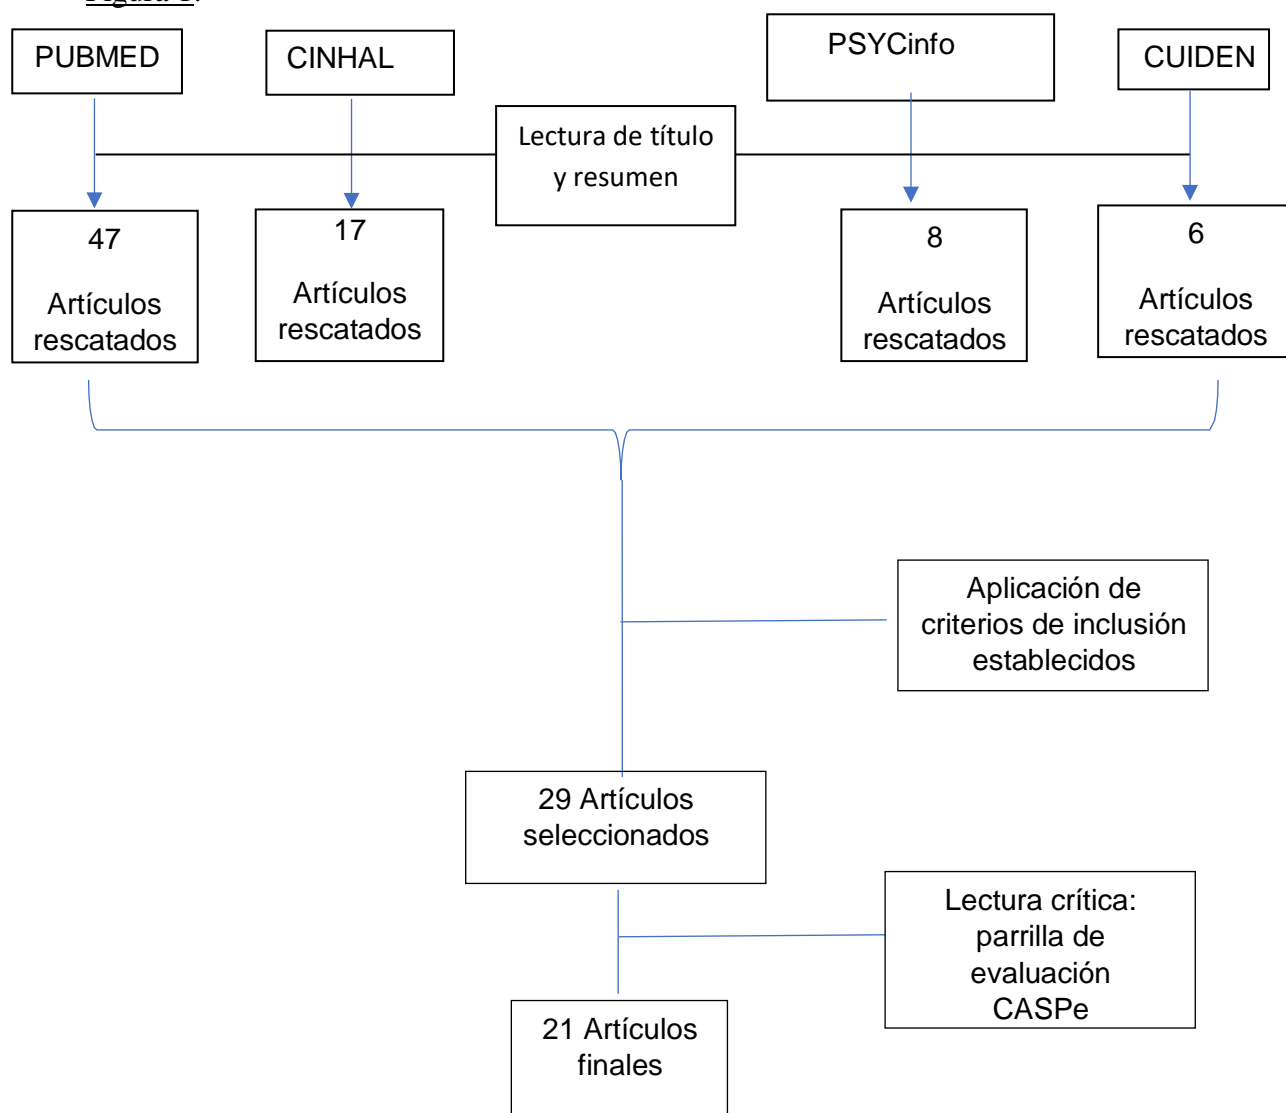 PUBMED
CINHAL
PSYCinfo
CUIDEN
Lectura de título
y resumen
47
Artículos
rescatados
17
Artículos
rescatados
8
Artículos
rescatados
6
Artículos
rescatados
Aplicación de
criterios de inclusión
establecidos
29 Artículos
seleccionados
Lectura crítica:
parrilla de
evaluación
CASPe
21 Artículos
finales